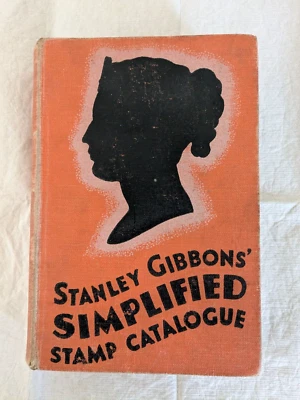 STANLEY GIBBONS'
SIMPLIFIED
STAMP CATALOGUE